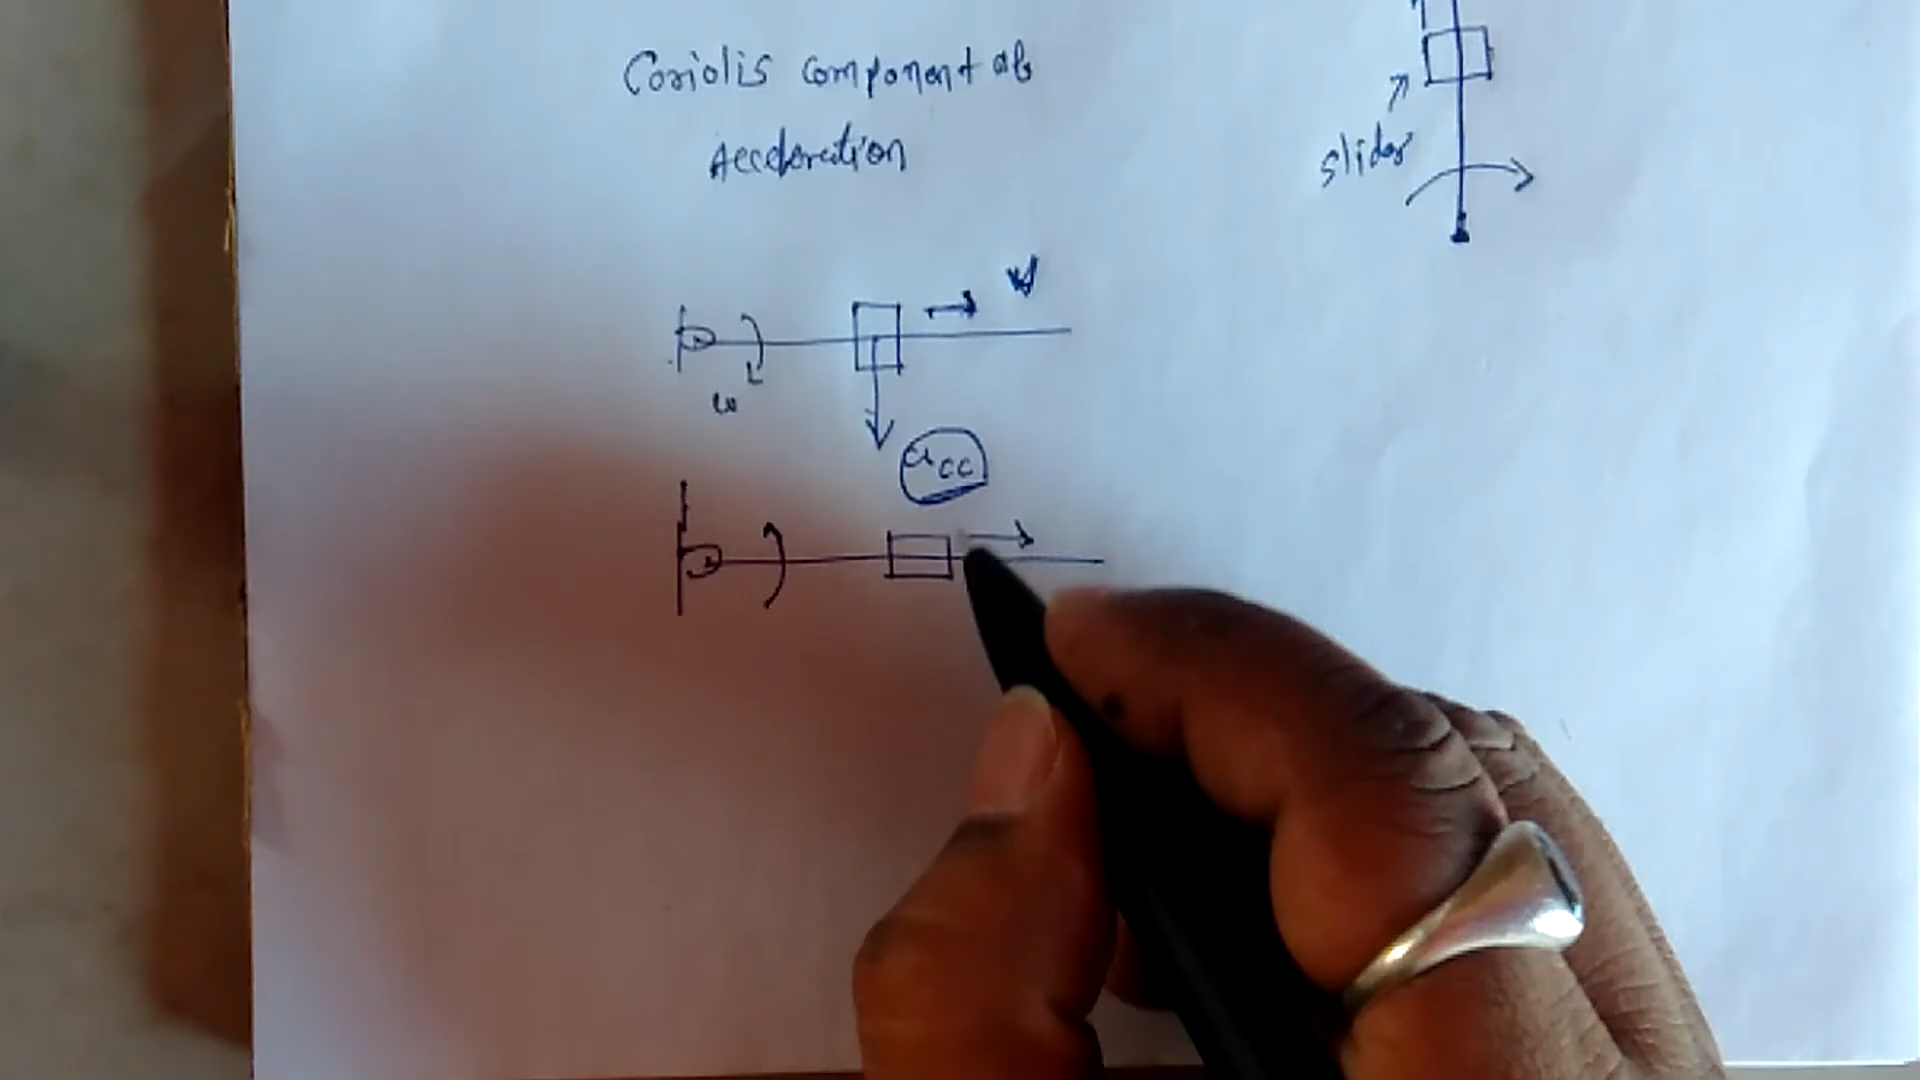 Coriolis component of
Acceleration
slider
V
ω
acc